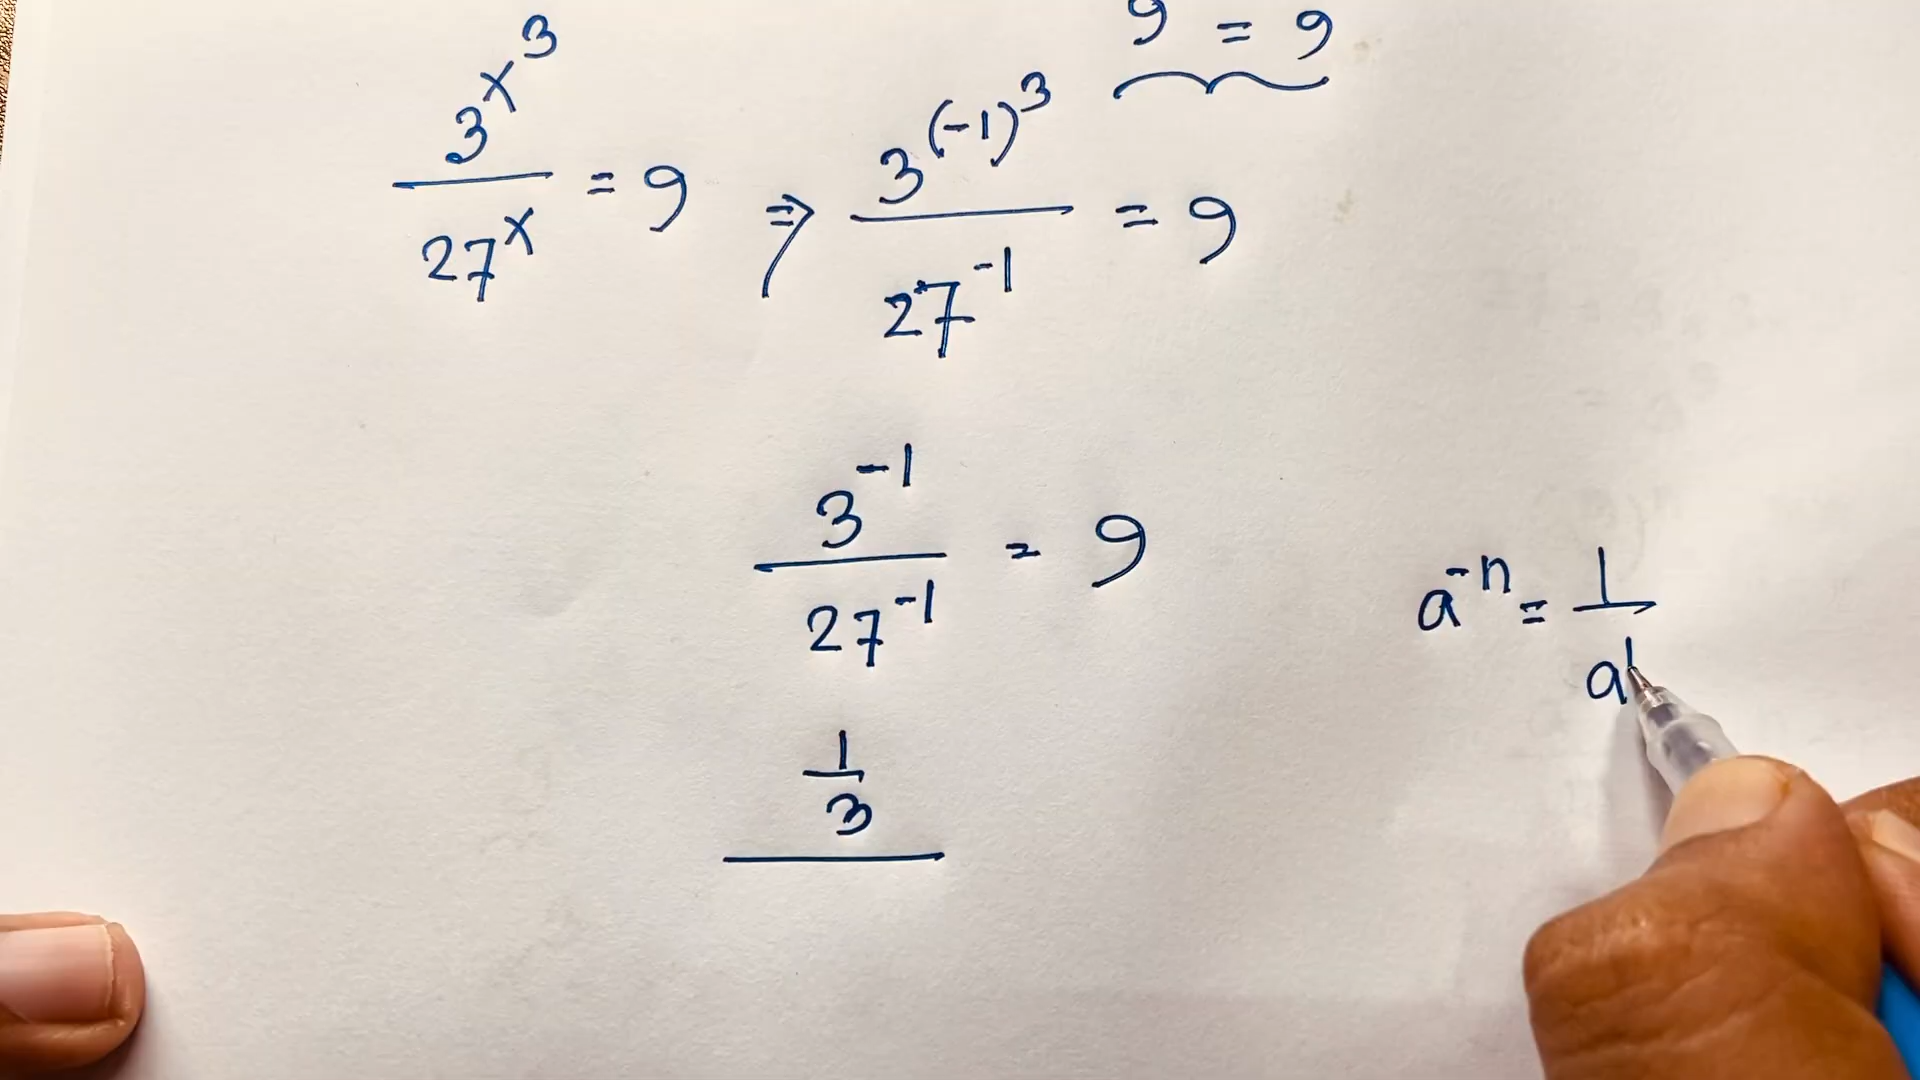 9 = 9
3^x^3 / 27^x = 9 ⇒ 3^(-1)^3 / 27^-1 = 9
3^-1 / 27^-1 = 9
a^-n = 1 / a
1 / 3